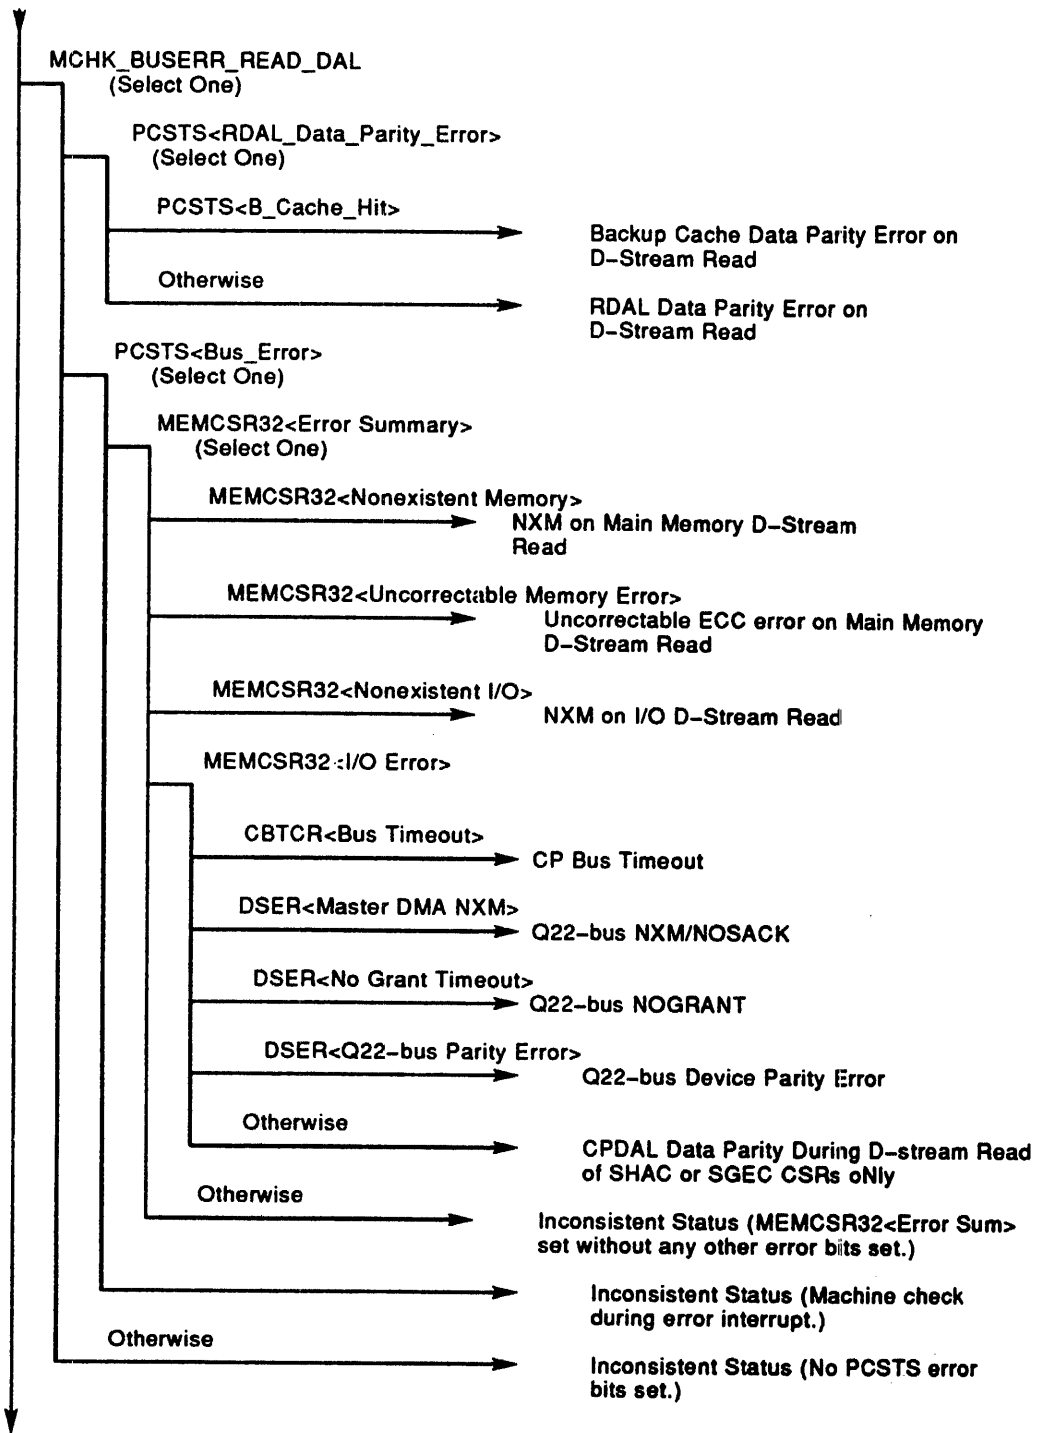 MCHK_BUSERR_READ_DAL
(Select One)
PCSTS<RDAL_Data_Parity_Error>
(Select One)
PCSTS<B_Cache_Hit>
Backup Cache Data Parity Error on
D-Stream Read
Otherwise
RDAL Data Parity Error on
D-Stream Read
PCSTS<Bus_Error>
(Select One)
MEMCSR32<Error Summary>
(Select One)
MEMCSR32<Nonexistent Memory>
NXM on Main Memory D-Stream
Read
MEMCSR32<Uncorrectable Memory Error>
Uncorrectable ECC error on Main Memory
D-Stream Read
MEMCSR32<Nonexistent I/O>
NXM on I/O D-Stream Read
MEMCSR32<I/O Error>
CBTCR<Bus Timeout>
CP Bus Timeout
DSER<Master DMA NXM>
Q22-bus NXM/NOSACK
DSER<No Grant Timeout>
Q22-bus NOGRANT
DSER<Q22-bus Parity Error>
Q22-bus Device Parity Error
Otherwise
CPDAL Data Parity During D-stream Read
of SHAC or SGEC CSRs oNly
Otherwise
Inconsistent Status (MEMCSR32<Error Sum>
set without any other error bits set.)
Inconsistent Status (Machine check
during error interrupt.)
Otherwise
Inconsistent Status (No PCSTS error
bits set.)